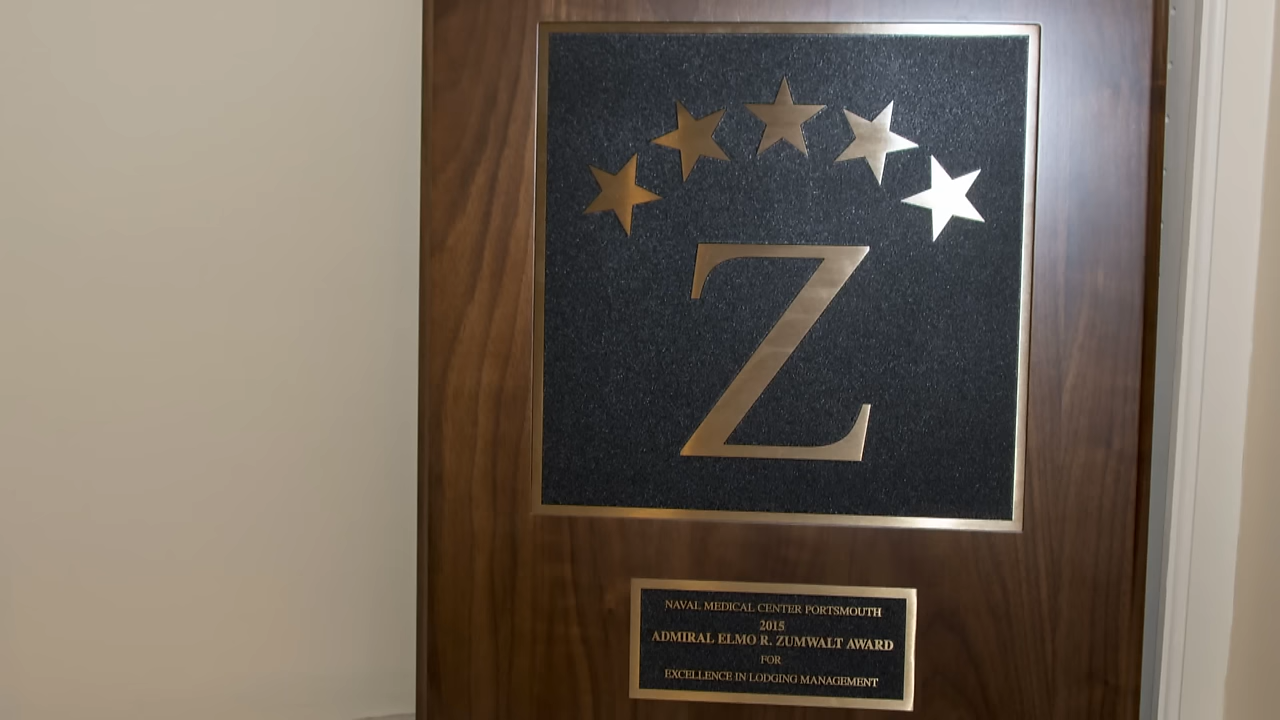 Z
NAVAL MEDICAL CENTER PORTSMOUTH
2015
ADMIRAL ELMO R. ZUMWALT AWARD
FOR
EXCELLENCE IN LODGING MANAGEMENT